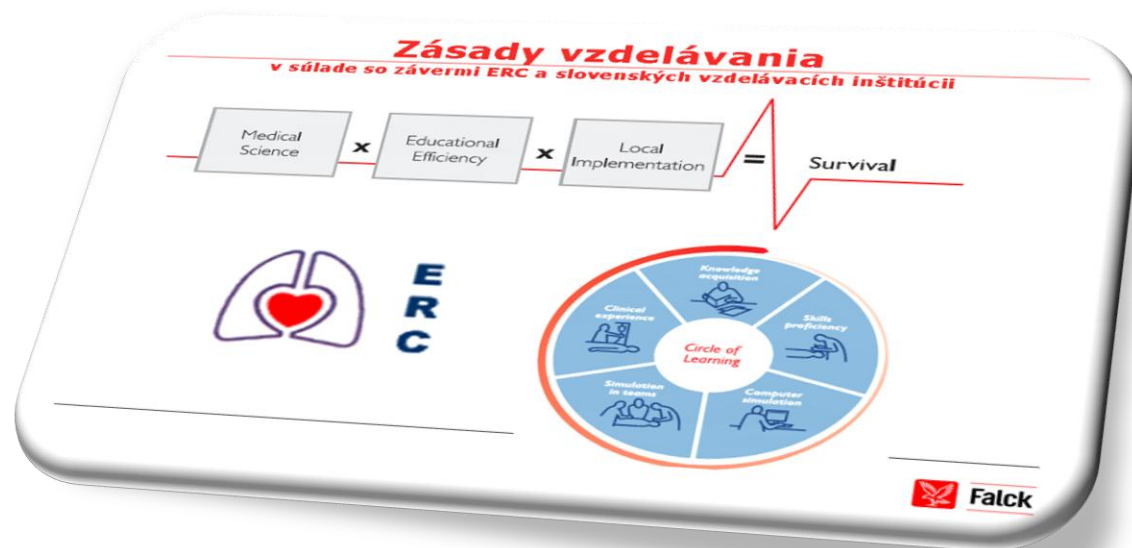 Zásady vzdelávania
v súlade so závermi ERC a slovenských vzdelávacích inštitúcii
Medical
Science
x
Educational
Efficiency
x
Local
Implementation
=
Survival
E
R
C
Knowledge
acquisition
Skills
proficiency
Computer
simulation
Simulation
in teams
Clinical
experience
Circle of
Learning
Falck